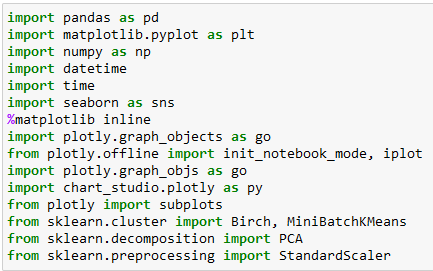 import pandas as pd
import matplotlib.pyplot as plt
import numpy as np
import datetime
import time
import seaborn as sns
%matplotlib inline
import plotly.graph_objects as go
from plotly.offline import init_notebook_mode, iplot
import plotly.graph_objs as go
import chart_studio.plotly as py
from plotly import subplots
from sklearn.cluster import Birch, MiniBatchKMeans
from sklearn.decomposition import PCA
from sklearn.preprocessing import StandardScaler